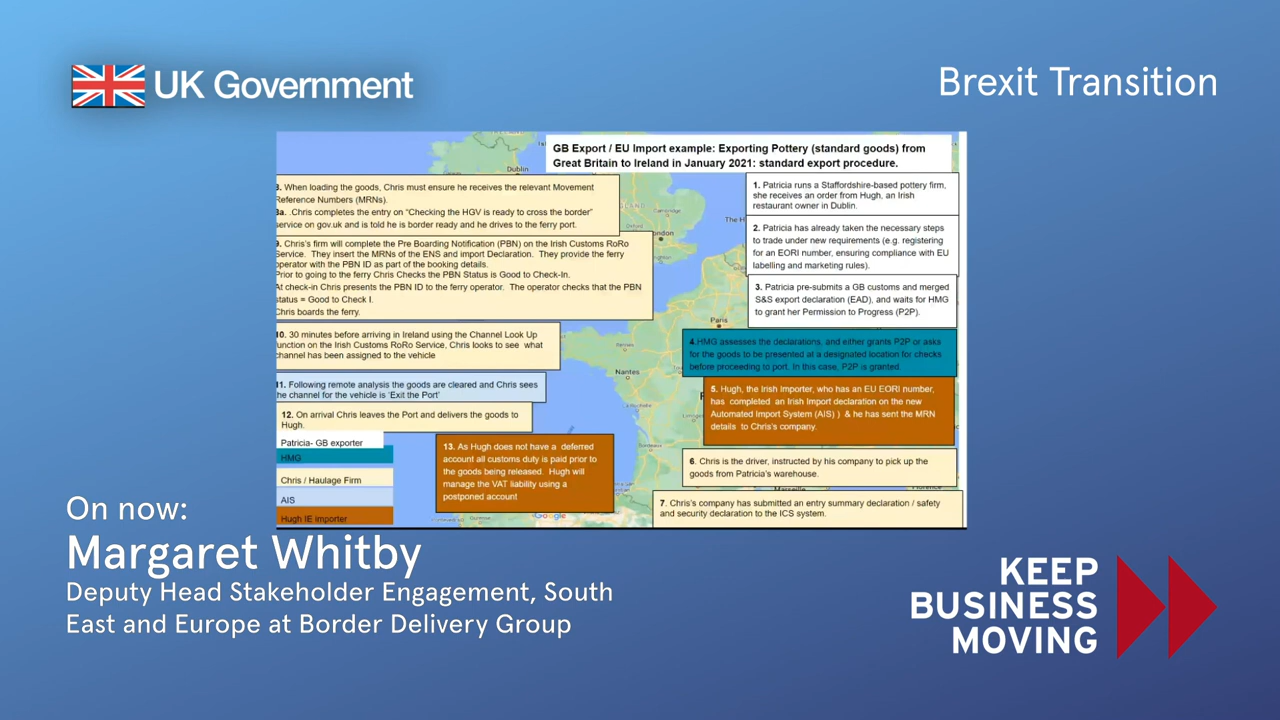 UK Government
Brexit Transition
GB Export / EU Import example: Exporting Pottery (standard goods) from
Great Britain to Ireland in January 2021: standard export procedure.
1. Patricia runs a Staffordshire-based pottery firm,
she receives an order from Hugh, an Irish
restaurant owner in Dublin.
2. Patricia has already taken the necessary steps
to trade under new requirements (e.g. registering
for an EORI number, ensuring compliance with EU
labelling and marketing rules).
3. Patricia pre-submits a GB customs and merged
S&S export declaration (EAD), and waits for HMG
to grant her Permission to Progress (P2P).
4.HMG assesses the declarations, and either grants P2P or asks
for the goods to be presented at a designated location for checks
before proceeding to port. In this case, P2P is granted
5. Hugh, the Irish Importer, who has an EU EORI number,
has completed an Irish Import declaration on the new
Automated Import System (AIS) ) & he has sent the MRN
details to Chris's company.
6. Chris is the driver, instructed by his company to pick up the
goods from Patricia's warehouse.
7. Chris's company has submitted an entry summary declaration / safety
and security declaration to the ICS system.
8. When loading the goods, Chris must ensure he receives the relevant Movement
Reference Numbers (MRNs).
8a. .Chris completes the entry on "Checking the HGV is ready to cross the border"
service on gov.uk and is told he is border ready and he drives to the ferry port.
9. Chris's firm will complete the Pre Boarding Notification (PBN) on the Irish Customs RoRo
Service. They insert the MRNs of the ENS and import Declaration. They provide the ferry
operator with the PBN ID as part of the booking details.
Prior to going to the ferry Chris Checks the PBN Status is Good to Check-In.
At check-in Chris presents the PBN ID to the ferry operator. The operator checks that the PBN
status = Good to Check I.
Chris boards the ferry.
10. 30 minutes before arriving in Ireland using the Channel Look Up
function on the Irish Customs RoRo Service, Chris looks to see what
channel has been assigned to the vehicle
11. Following remote analysis the goods are cleared and Chris sees
the channel for the vehicle is 'Exit the Port'
12. On arrival Chris leaves the Port and delivers the goods to
Hugh.
13. As Hugh does not have a deferred
account all customs duty is paid prior to
the goods being released. Hugh will
manage the VAT liability using a
postponed account
Patricia- GB exporter
HMG
Chris / Haulage Firm
AIS
Hugh IE Importer
Dublin
Cambridge
The H
Paris
Nantes
La Rochelle
Bordeaux
Google
On now:
Margaret Whitby
Deputy Head Stakeholder Engagement, South
East and Europe at Border Delivery Group
KEEP
BUSINESS
MOVING